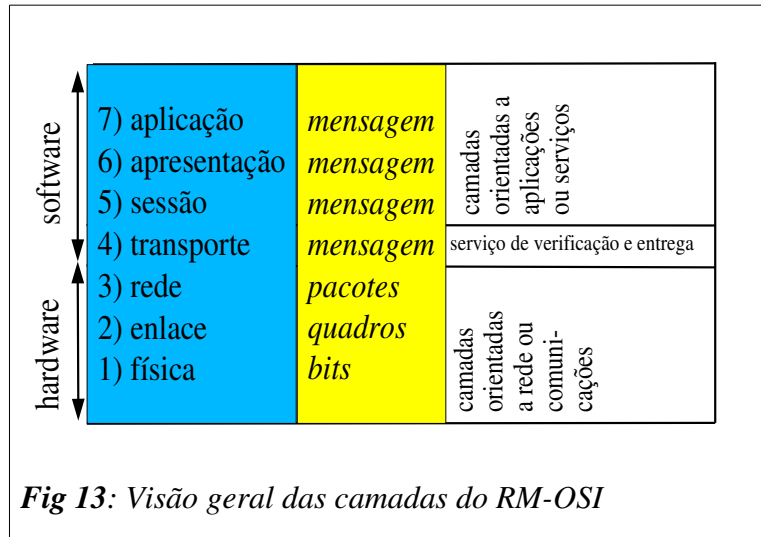 software
hardware
7) aplicação
6) apresentação
5) sessão
4) transporte
3) rede
2) enlace
1) física
mensagem
mensagem
mensagem
mensagem
pacotes
quadros
bits
camadas
orientadas a
aplicações
ou serviços
serviço de verificação e entrega
camadas
orientadas
a rede ou
comuni-
cações
Fig 13: Visão geral das camadas do RM-OSI